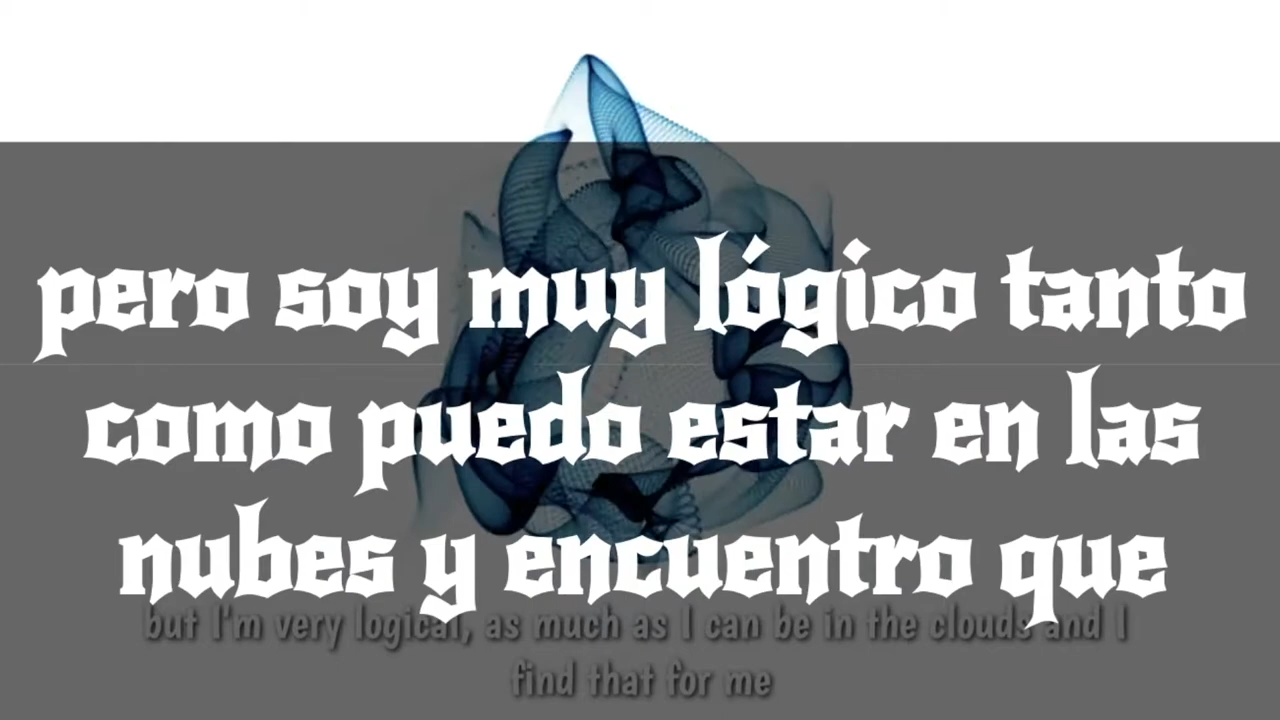 pero soy muy lógico tanto
como puedo estar en las
nubes y encuentro que
but I'm very logical, as much as I can be in the clouds and I
find that for me